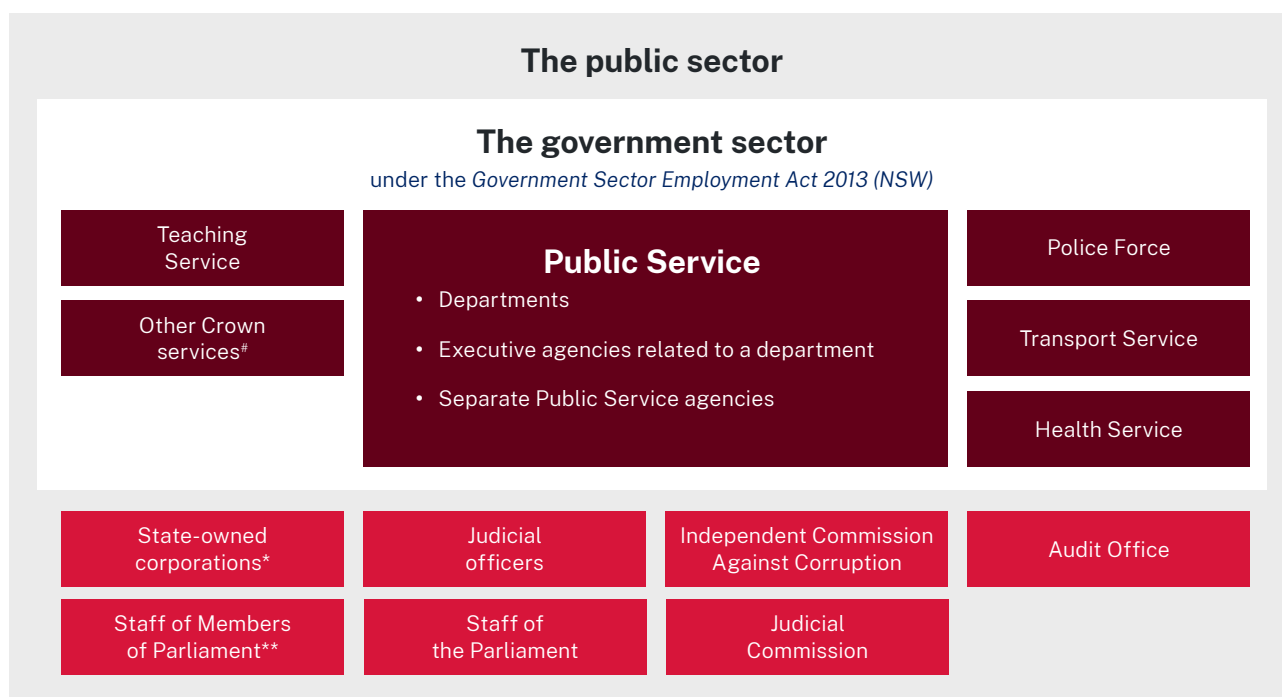 The public sector
The government sector
under the Government Sector Employment Act 2013 (NSW)
Teaching
Service
Other Crown
services#
Public Service
• Departments
• Executive agencies related to a department
• Separate Public Service agencies
Police Force
Transport Service
Health Service
State-owned
corporations*
Judicial
officers
Independent Commission
Against Corruption
Audit Office
Staff of Members
of Parliament**
Staff of
the Parliament
Judicial
Commission